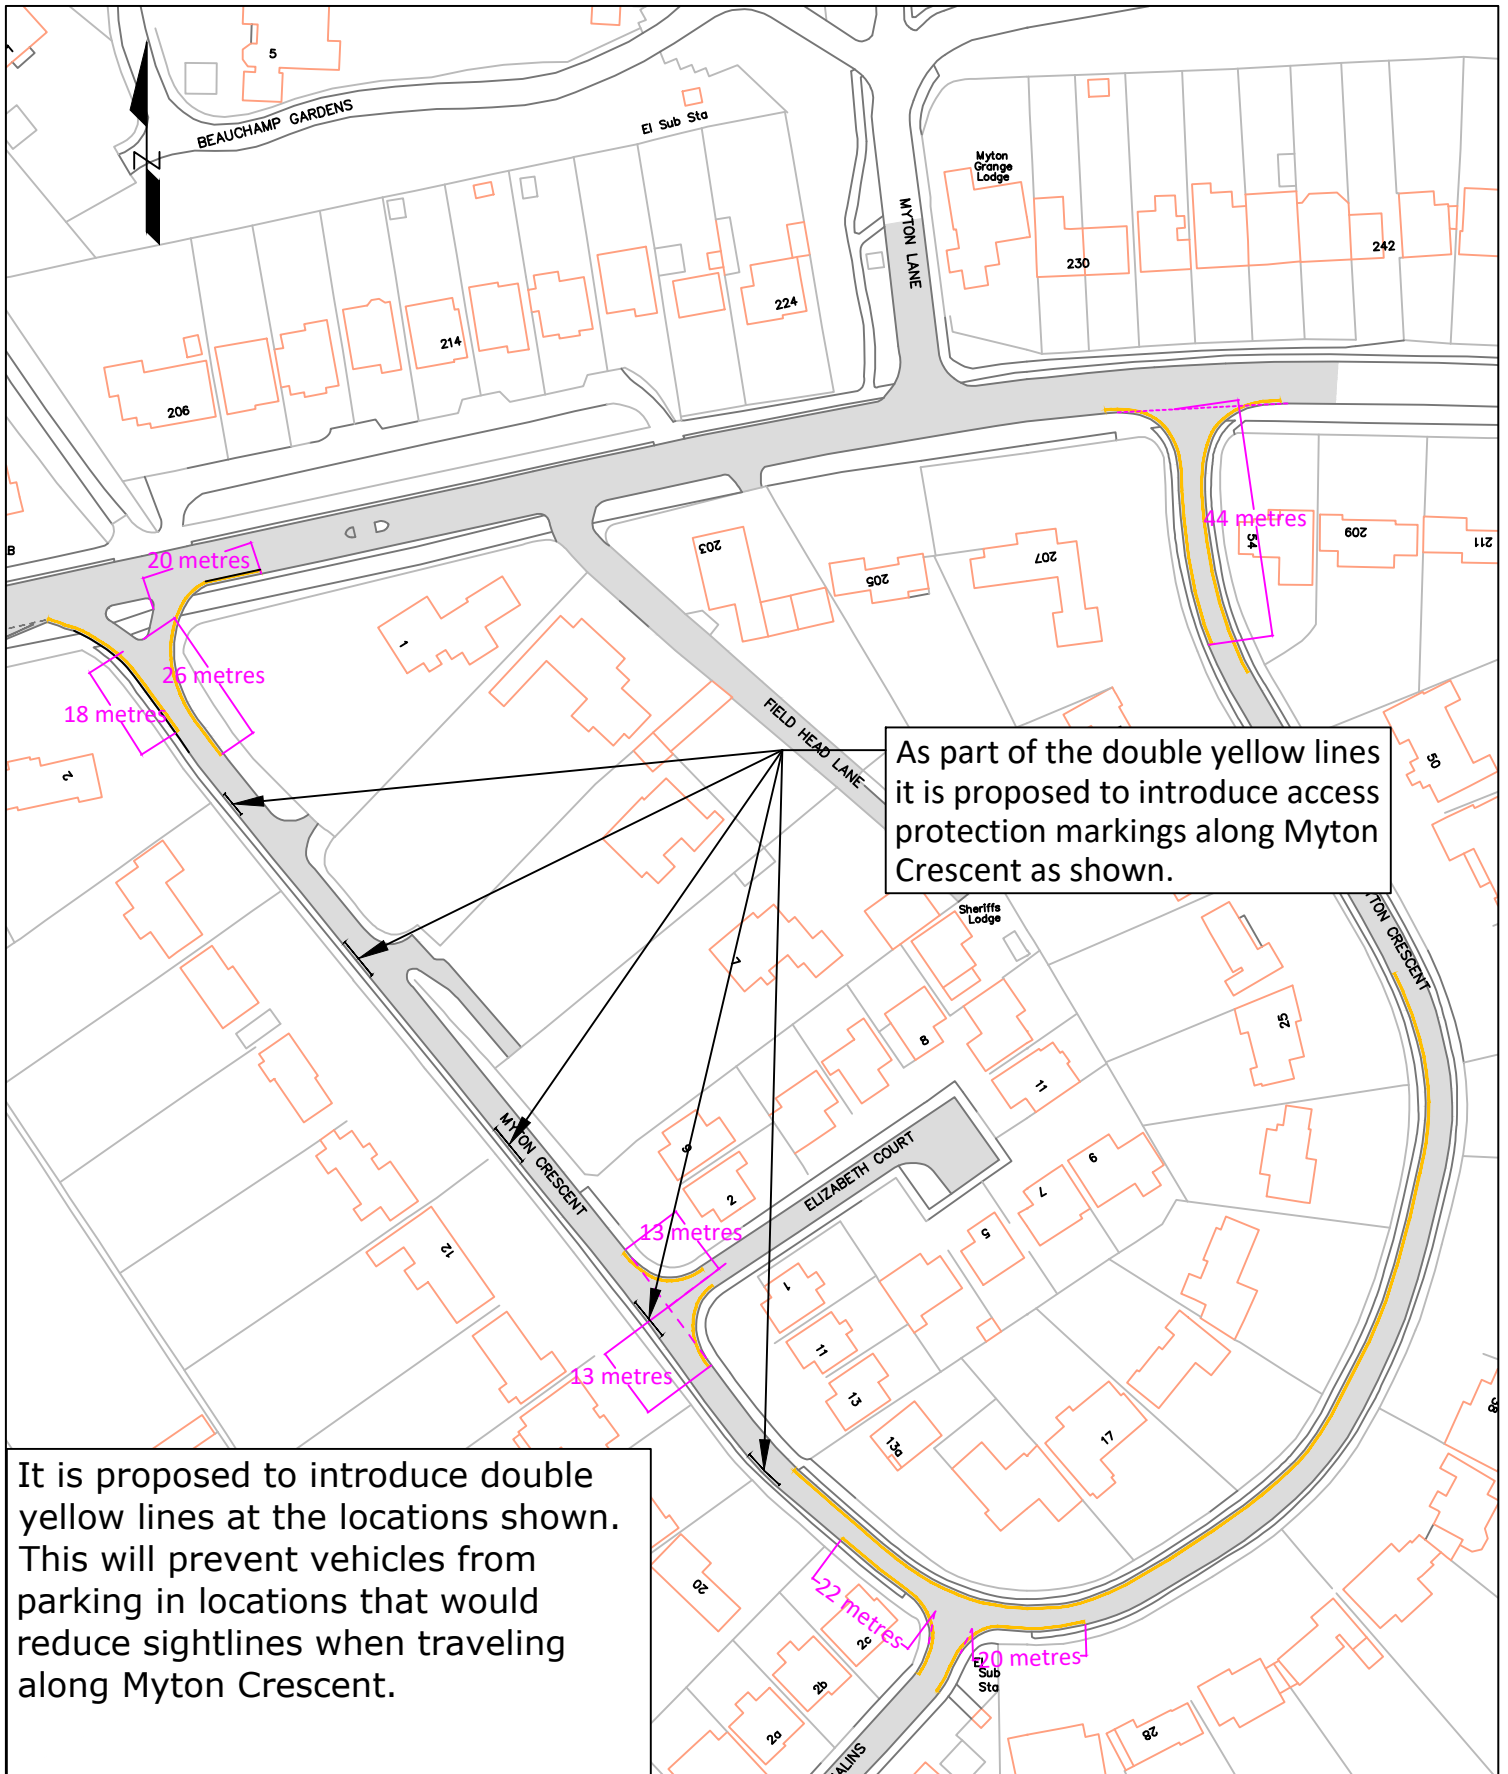 5
BEAUCHAMP GARDENS
El Sub Sta
Myton
Grange
Lodge
MYTON LANE
230
242
224
214
206
B
20 metres
26 metres
18 metres
44 metres
203
205
207
54
209
211
1
2
FIELD HEAD LANE
50
As part of the double yellow lines
it is proposed to introduce access
protection markings along Myton
Crescent as shown.
Sheriffs
Lodge
TON CRESCENT
7
8
25
11
MYTON CRESCENT
9
2
ELIZABETH COURT
9
7
5
12
13 metres
1
11
13
13 metres
13a
17
38
It is proposed to introduce double
yellow lines at the locations shown.
This will prevent vehicles from
parking in locations that would
reduce sightlines when traveling
along Myton Crescent.
20
22 metres
2c
2b
2a
20 metres
El
Sub
Sta
28
ALINS